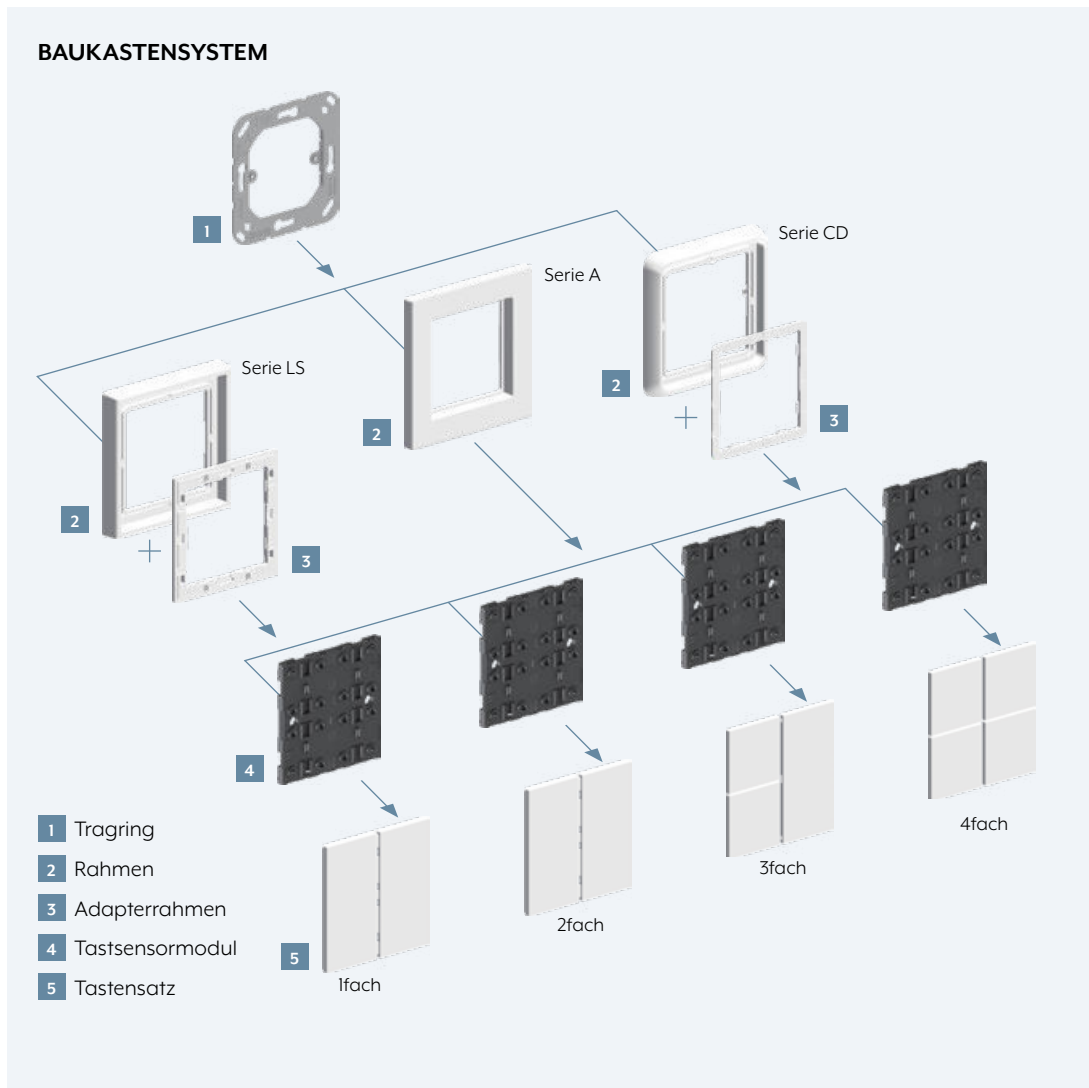 BAUKASTENSYSTEM
1
Serie CD
Serie A
Serie LS
2
3
2
2
3
4
1 Tragring
2 Rahmen
3 Adapterrahmen
4 Tastsensormodul
5 Tastensatz
5
1fach
2fach
3fach
4fach